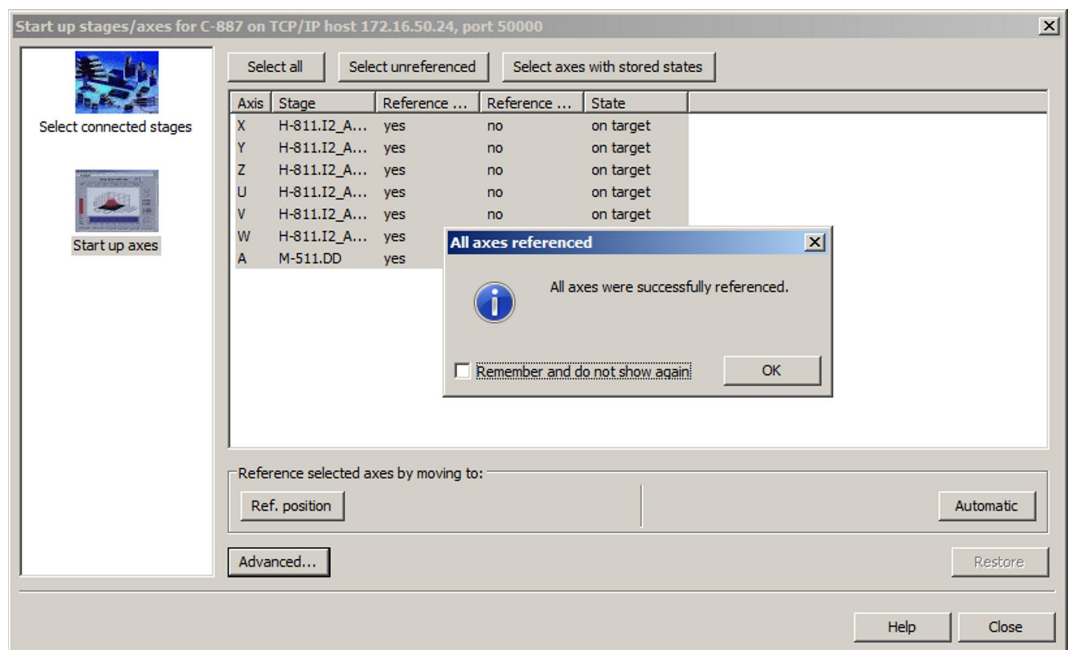 Start up stages/axes for C-887 on TCP/IP host 172.16.50.24, port 50000
Select connected stages
Start up axes
Select all Select unreferenced Select axes with stored states
Axis Stage Reference ... Reference ... State
X H-811.I2_A... yes no on target
Y H-811.I2_A... yes no on target
Z H-811.I2_A... yes no on target
U H-811.I2_A... yes no on target
V H-811.I2_A... yes no on target
W H-811.I2_A... yes
A M-511.DD yes
All axes referenced
All axes were successfully referenced.
Remember and do not show again OK
Reference selected axes by moving to:
Ref. position Automatic
Advanced... Restore
Help Close